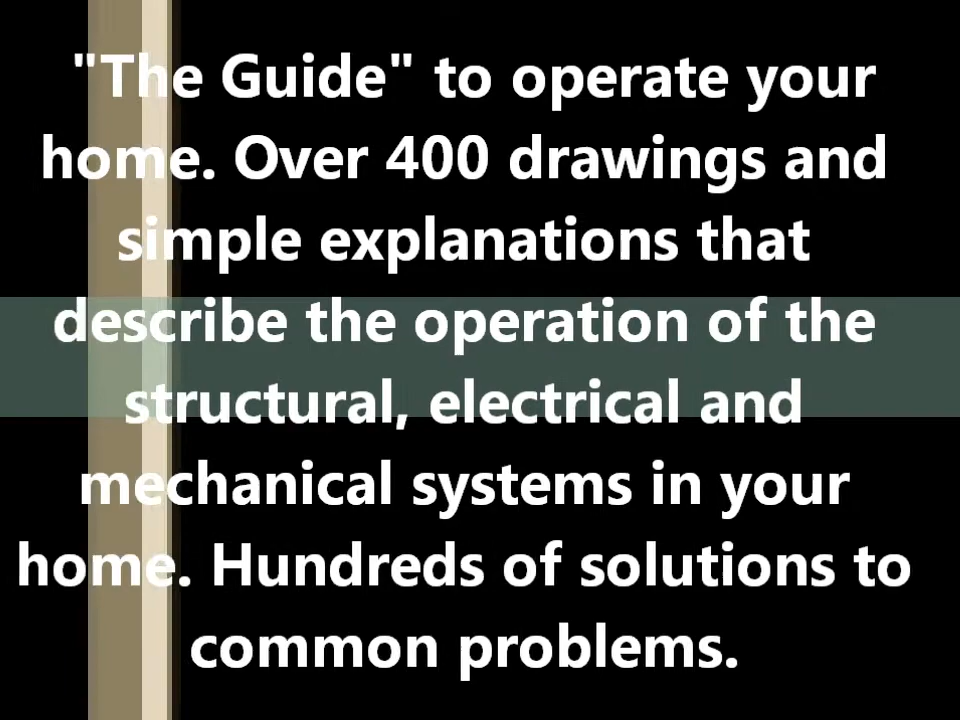 "The Guide" to operate your
home. Over 400 drawings and
simple explanations that
describe the operation of the
structural, electrical and
mechanical systems in your
home. Hundreds of solutions to
common problems.